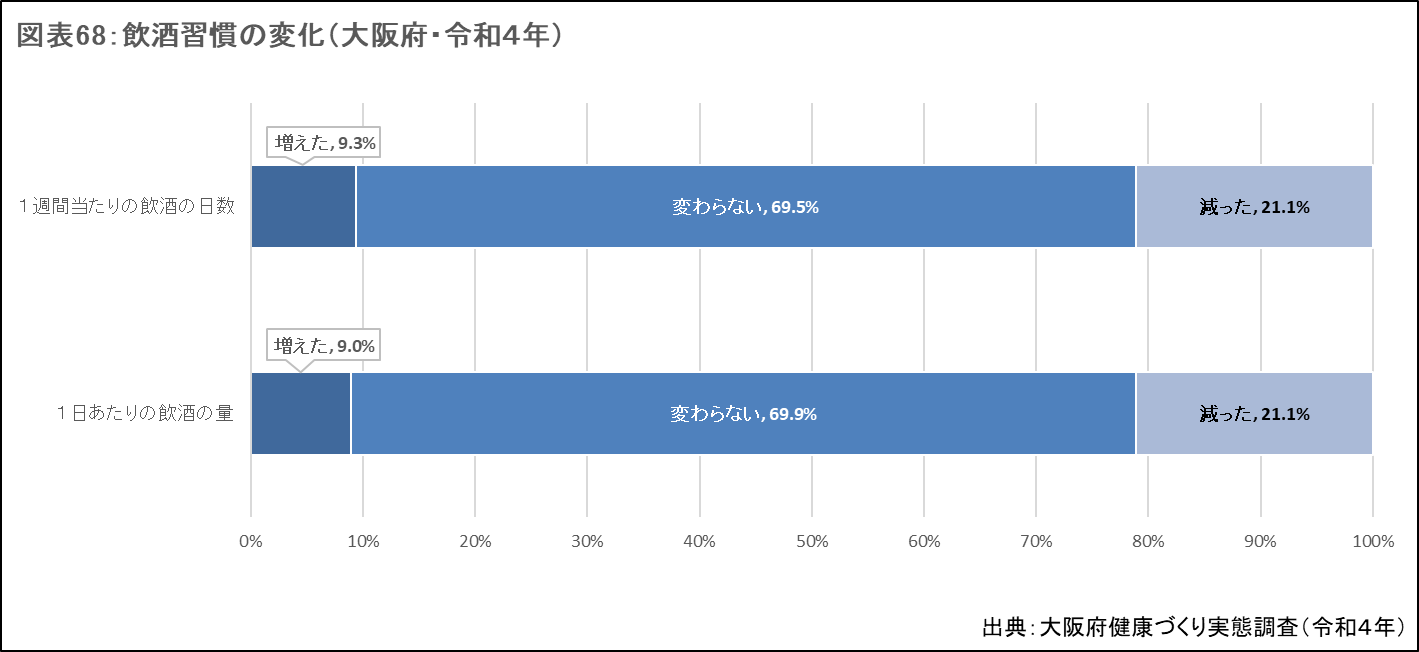 図表68:飲酒習慣の変化(大阪府・令和4年)
増えた, 9.3%
1週間当たりの飲酒の日数
変わらない, 69.5%
減った, 21.1%
増えた, 9.0%
1日あたりの飲酒の量
変わらない, 69.9%
減った, 21.1%
0% 10% 20% 30% 40% 50% 60% 70% 80% 90% 100%
出典:大阪府健康づくり実態調査(令和4年)